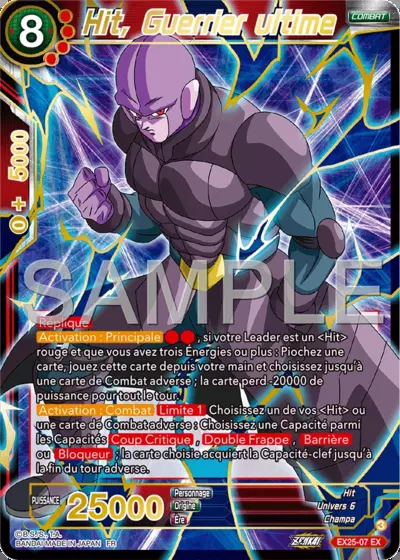 8
Hit, Guerrier ultime
COMBAT
0 + 5000
SAMPLE
Réplique
Activation : Principale , si votre Leader est un <Hit>
rouge et que vous avez trois Énergies ou plus : Piochez une
carte, jouez cette carte depuis votre main et choisissez jusqu'à
une carte de Combat adverse ; la carte perd -20000 de
puissance pour tout le tour.
Activation : Combat Limite 1 Choisissez un de vos <Hit> ou
une carte de Combat adverse : Choisissez une Capacité parmi
les Capacités Coup Critique , Double Frappe , Barrière
ou Bloqueur ; la carte choisie acquiert la Capacité-clef jusqu'à
la fin du tour adverse.
PUISSANCE
25000
Personnage
Hit
Origine
Univers 6
Ère
Champa
3
©B.S./S., T.A.
BANDAI MADE IN JAPAN FR
ZENKAI
EX25-07 EX